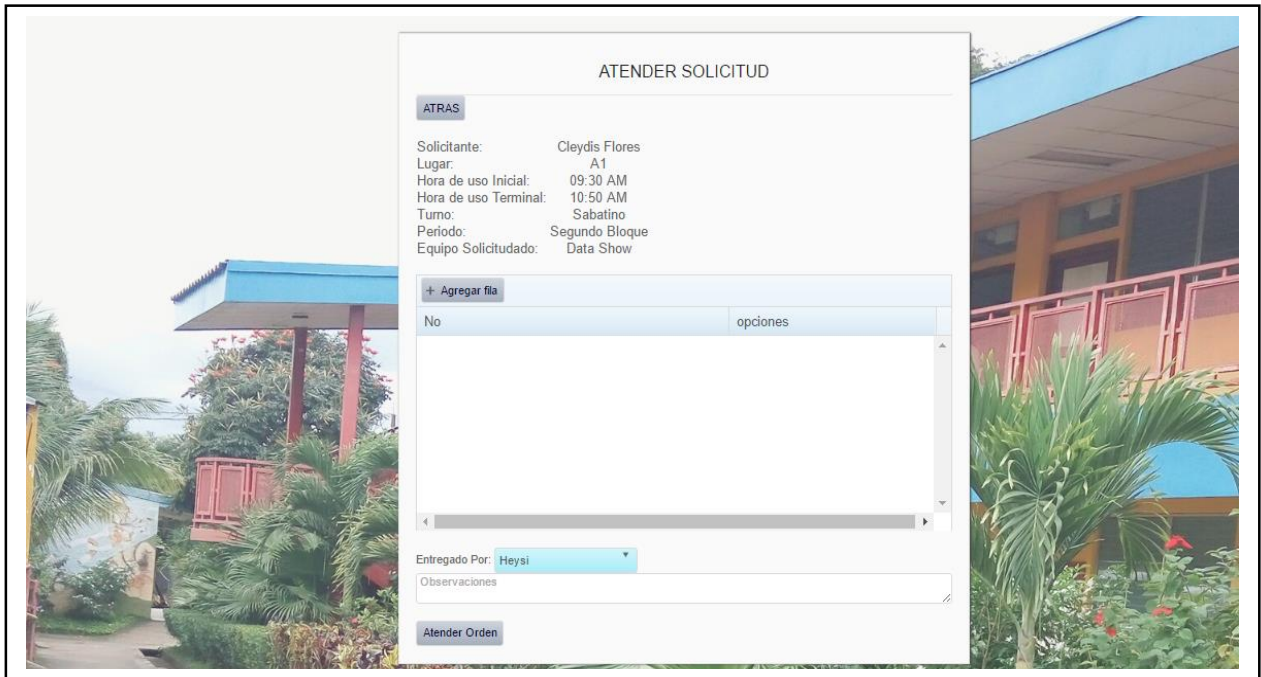 ATENDER SOLICITUD
ATRAS
Solicitante: Cleydis Flores
Lugar: A1
Hora de uso Inicial: 09:30 AM
Hora de uso Terminal: 10:50 AM
Turno: Sabatino
Periodo: Segundo Bloque
Equipo Solicitudado: Data Show
+ Agregar fila
No opciones
Entregado Por: Heysi
Observaciones
Atender Orden